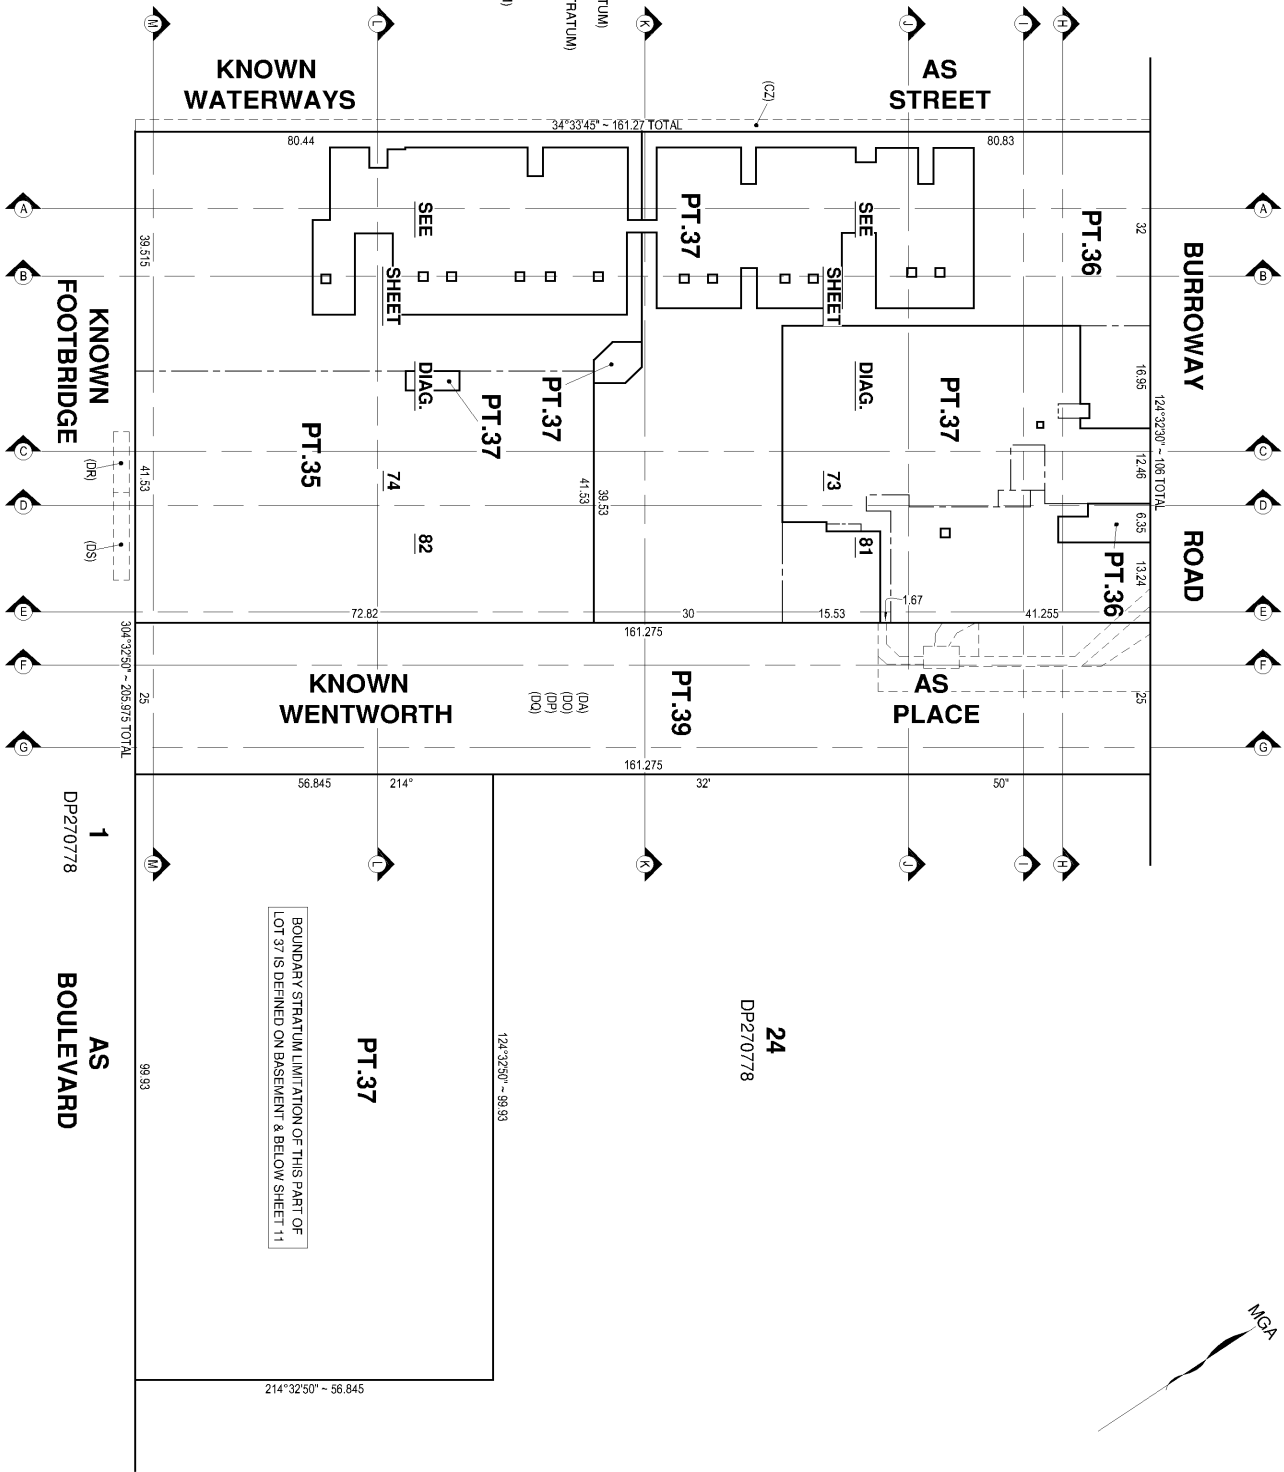 M
L
K
J
I
H
TUM)
TRATUM)
KNOWN
WATERWAYS
AS
STREET
(CZ)
34°33'45" ~ 161.27 TOTAL
80.44
80.83
A
A
B
B
C
C
D
D
E
E
F
F
G
G
39.515
32
SEE
SHEET
DIAG.
74
82
SEE
SHEET
DIAG.
73
81
PT.37
PT.36
BURROWAY
ROAD
KNOWN
FOOTBRIDGE
PT.37
PT.37
PT.37
PT.35
16.95
124°32'30" ~ 106 TOTAL
12.46
6.35
13.24
PT.36
(DR)
(DS)
41.53
41.53
39.53
72.82
30
15.53
1.67
41.255
161.275
304°32'50" ~ 205.975 TOTAL
25
25
KNOWN
WENTWORTH
(DA)
(DO)
(DP)
(DQ)
PT.39
AS
PLACE
161.275
56.845
214°
32'
50"
1
DP270778
M
L
K
J
I
H
BOUNDARY STRATUM LIMITATION OF THIS PART OF
LOT 37 IS DEFINED ON BASEMENT & BELOW SHEET 11
PT.37
24
DP270778
124°32'50" ~ 99.93
99.93
AS
BOULEVARD
214°32'50" ~ 56.845
MGA